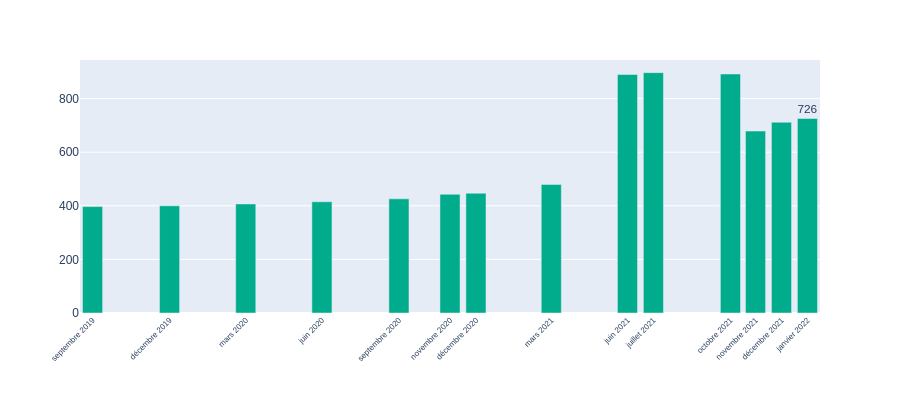 800
600
400
200
0
726
septembre 2019
décembre 2019
mars 2020
juin 2020
septembre 2020
novembre 2020
décembre 2020
mars 2021
juin 2021
juillet 2021
octobre 2021
novembre 2021
décembre 2021
janvier 2022